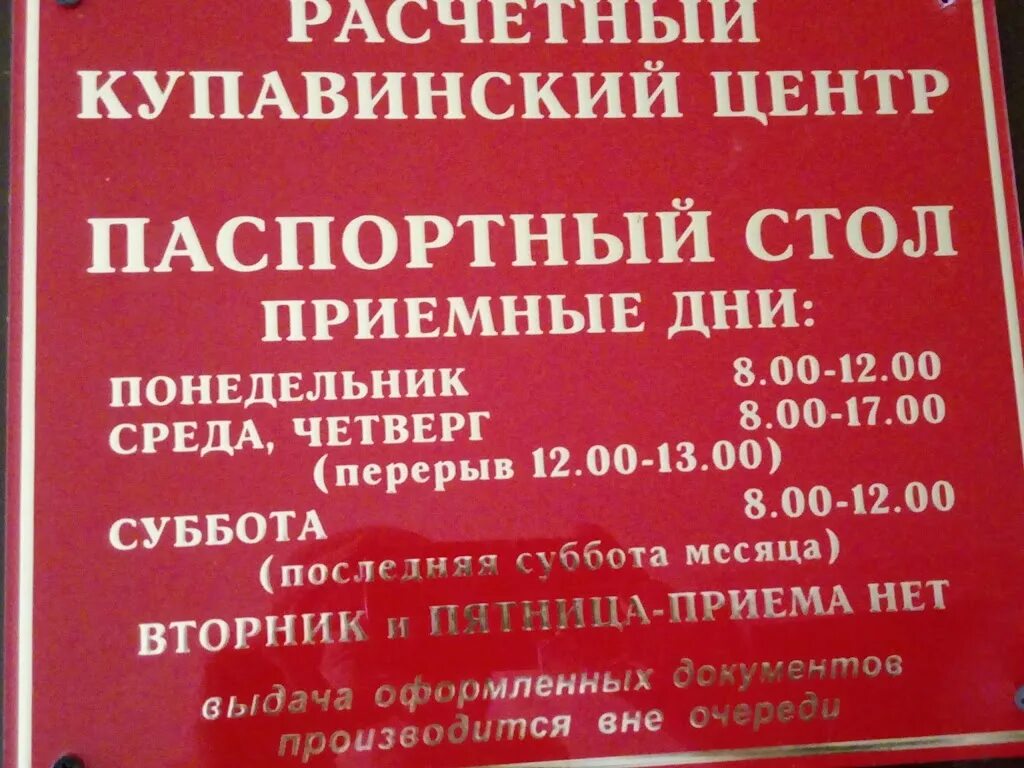 РАСЧЕТНЫЙ
КУПАВИНСКИЙ ЦЕНТР
ПАСПОРТНЫЙ СТОЛ
ПРИЕМНЫЕ ДНИ:
ПОНЕДЕЛЬНИК 8.00-12.00
СРЕДА, ЧЕТВЕРГ 8.00-17.00
(перерыв 12.00-13.00)
СУББОТА 8.00-12.00
(последняя суббота месяца)
ВТОРНИК и ПЯТНИЦА-ПРИЕМА НЕТ
выдача оформленных документов
производится вне очереди